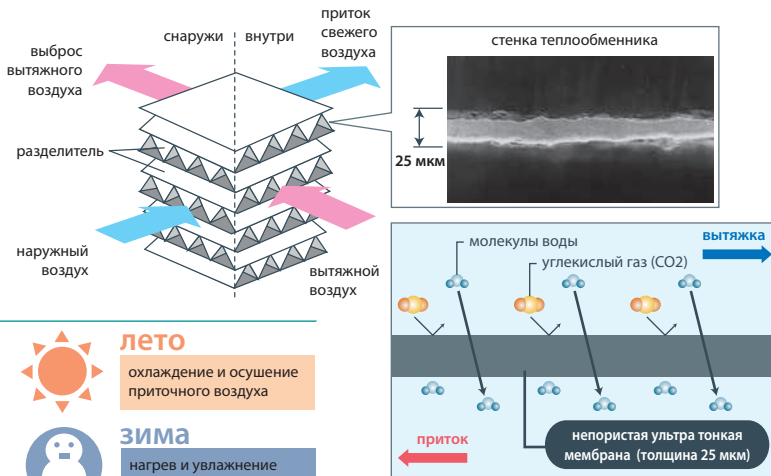 выброс
вытяжного
воздуха
снаружи
внутри
приток
свежего
воздуха
разделитель
наружный
воздух
вытяжной
воздух
стенка теплообменника
25 мкм
молекулы воды
углекислый газ (CO2)
вытяжка
приток
непористая ультра тонкая
мембрана (толщина 25 мкм)
лето
охлаждение и осушение
приточного воздуха
зима
нагрев и увлажнение